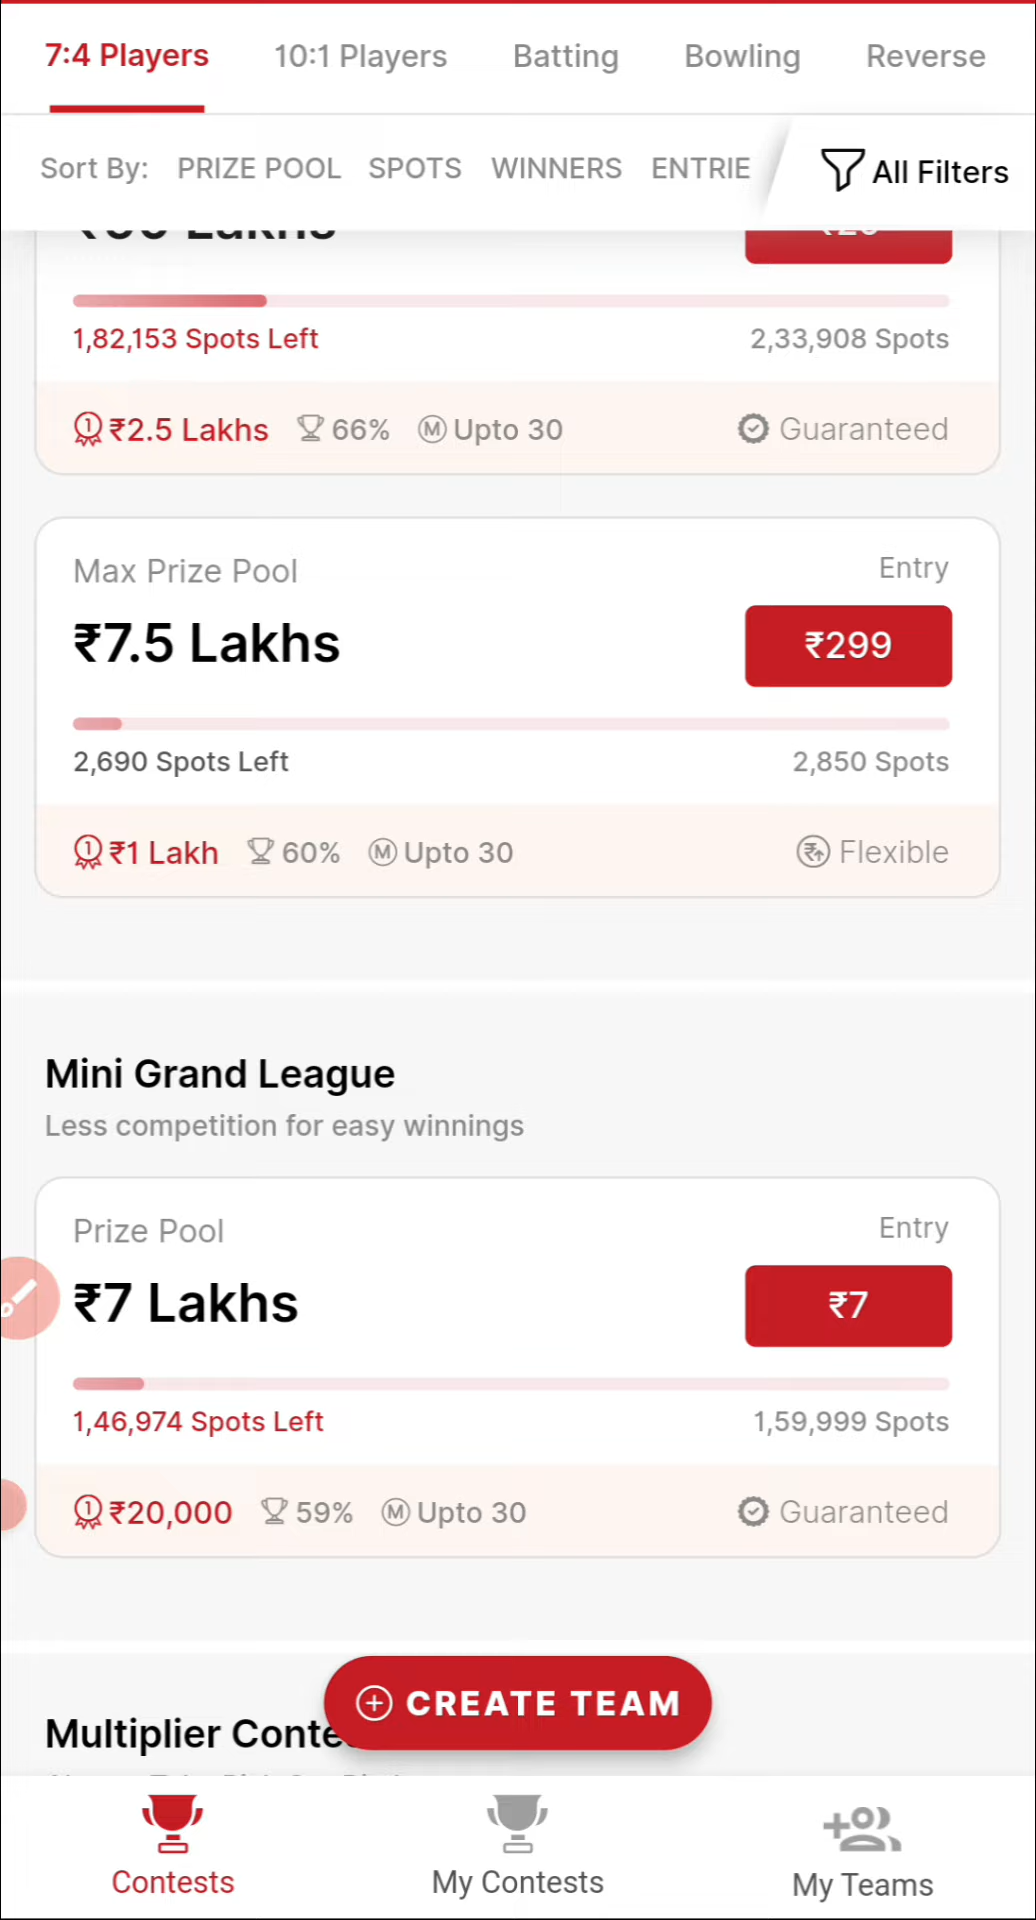 7:4 Players 10:1 Players Batting Bowling Reverse
Sort By: PRIZE POOL SPOTS WINNERS ENTRIE All Filters
Lakhs
1,82,153 Spots Left 2,33,908 Spots
1 ₹2.5 Lakhs 66% M Upto 30 Guaranteed
Max Prize Pool Entry
₹7.5 Lakhs ₹299
2,690 Spots Left 2,850 Spots
1 ₹1 Lakh 60% M Upto 30 Flexible
Mini Grand League
Less competition for easy winnings
Prize Pool Entry
₹7 Lakhs ₹7
1,46,974 Spots Left 1,59,999 Spots
1 ₹20,000 59% M Upto 30 Guaranteed
CREATE TEAM
Multiplier Conte
Contests My Contests My Teams